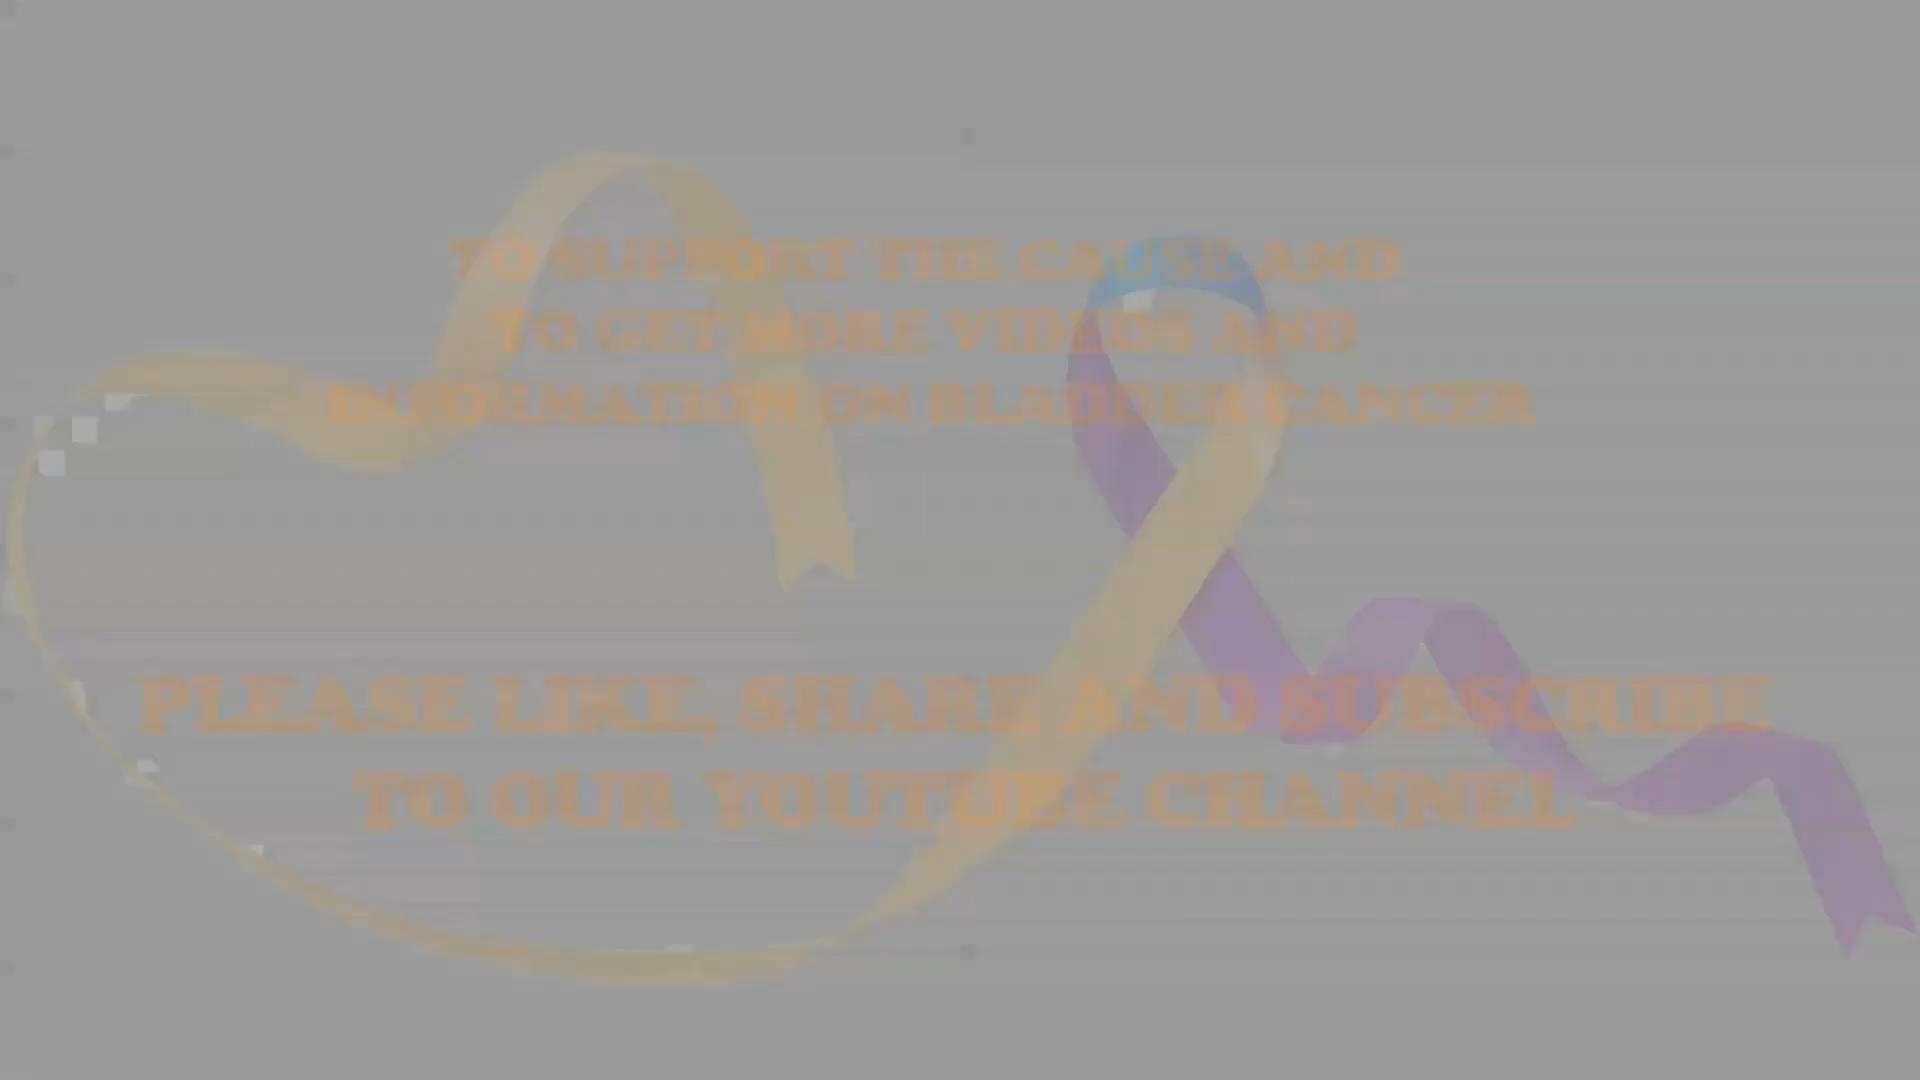 TO SUPPORT THE CAUSE AND
TO GET MORE VIDEOS AND
INFORMATION ON BLADDER CANCER
PLEASE LIKE, SHARE AND SUBSCRIBE
TO OUR YOUTUBE CHANNEL